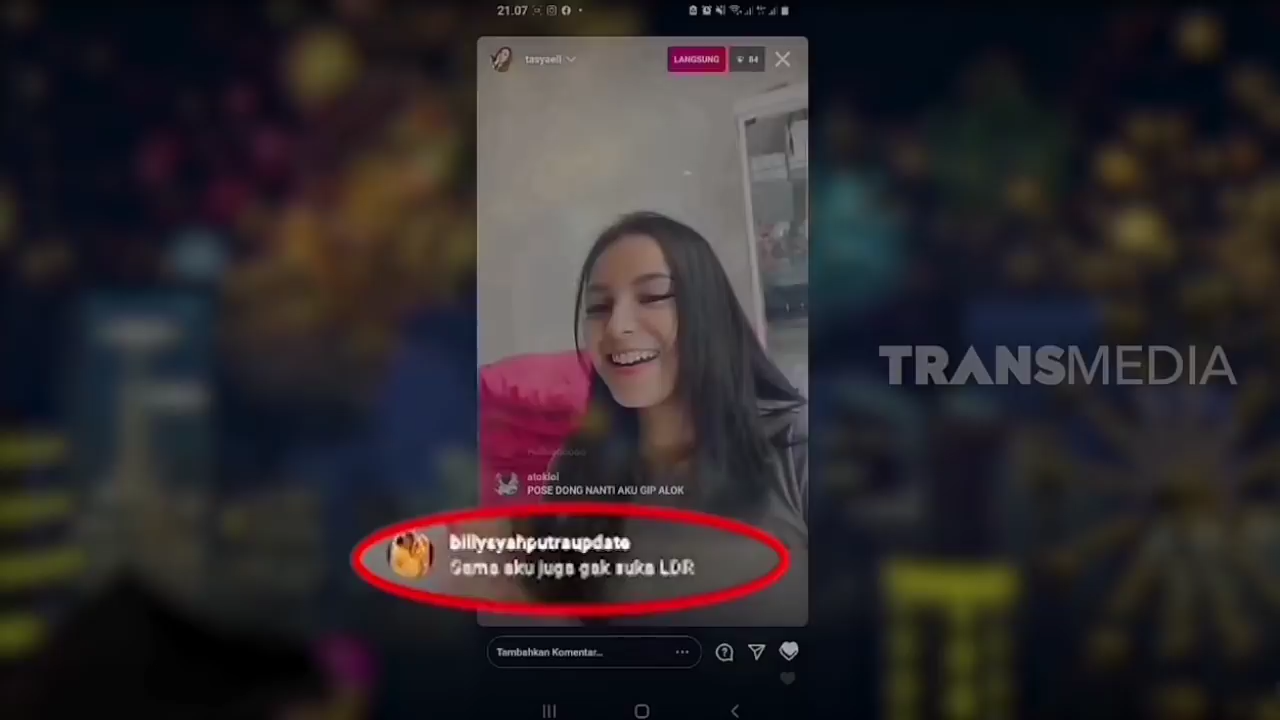 21.07
tasyaell
LANGSUNG
84
TRANSMEDIA
atokloi
POSE DONG NANTI AKU GIP ALOK
billysyahputraupdate
Sama aku juga gak suka LDR
Tambahkan Komentar...